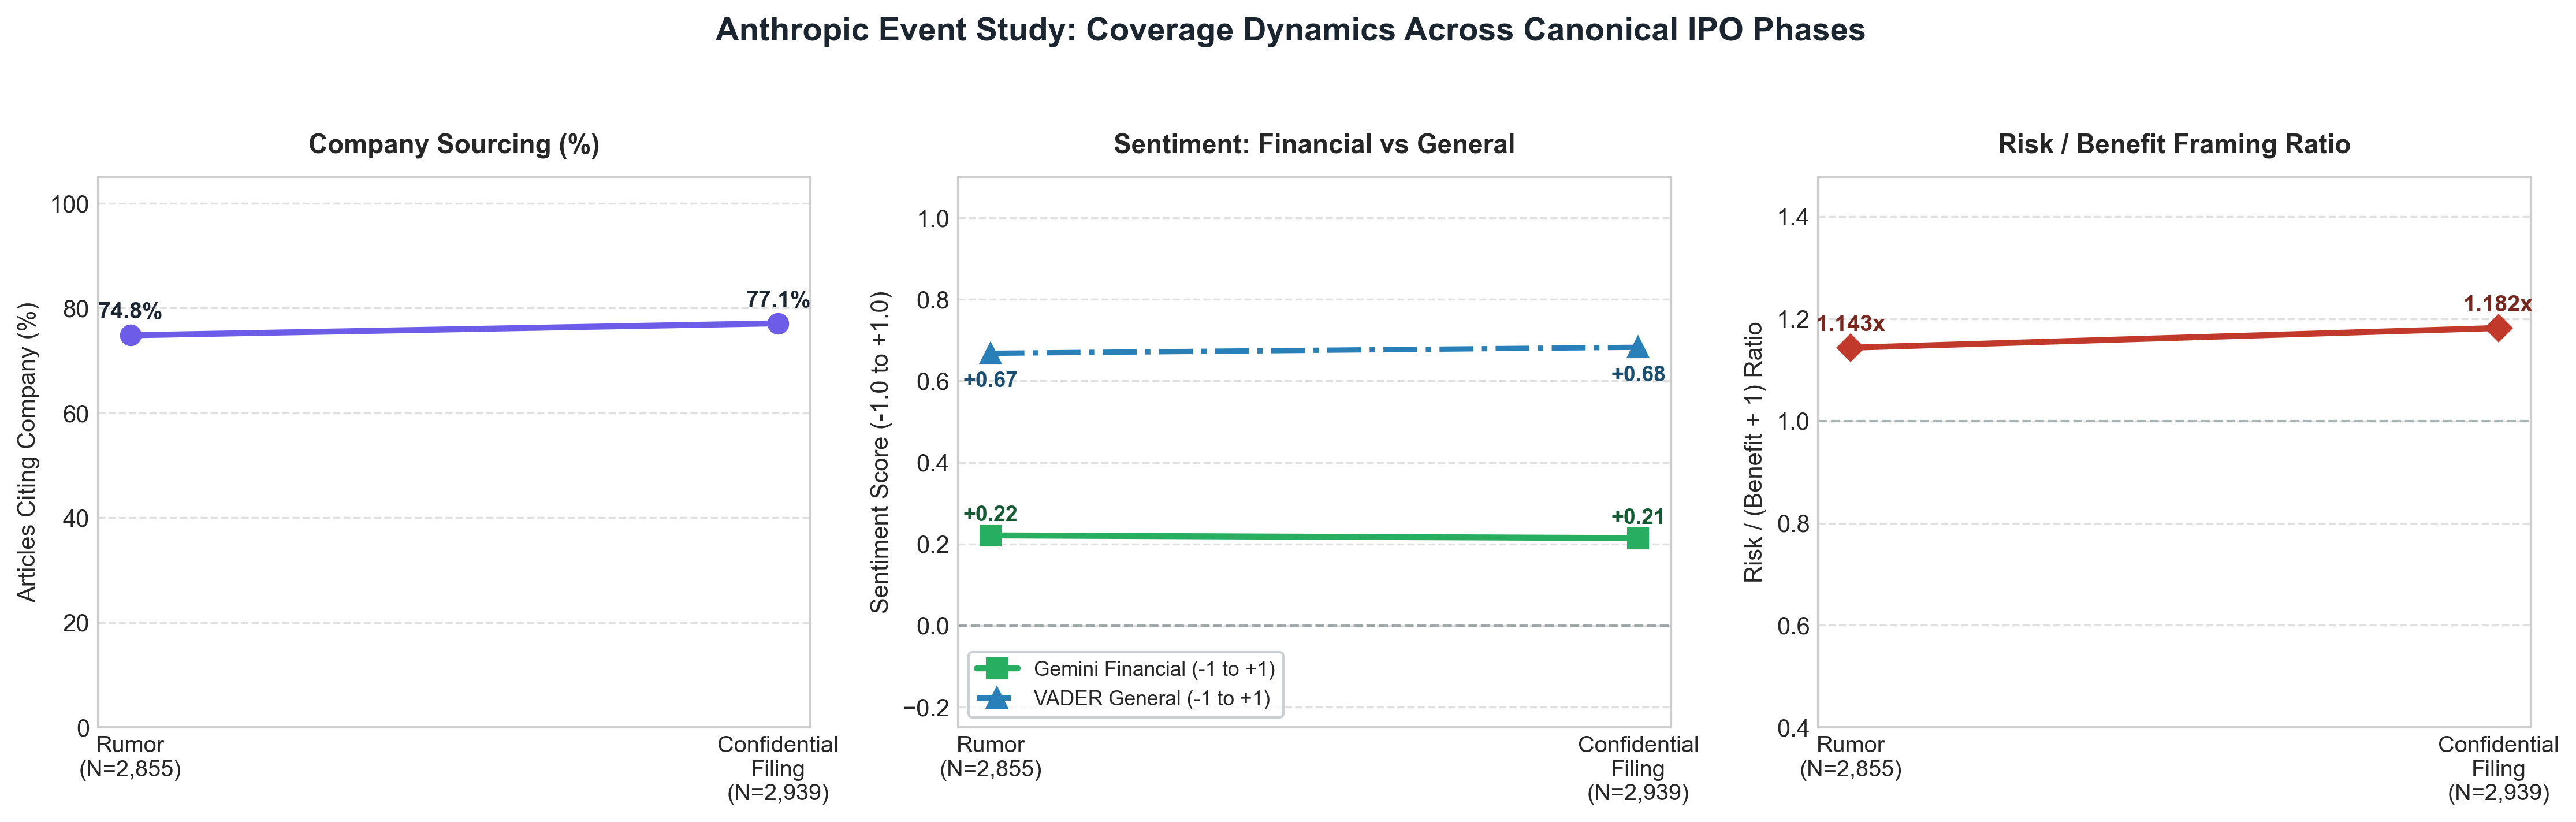 Anthropic Event Study: Coverage Dynamics Across Canonical IPO Phases
Company Sourcing (%)
Articles Citing Company (%)
100
80
60
40
20
0
74.8%
77.1%
Rumor
(N=2,855)
Confidential
Filing
(N=2,939)
Sentiment: Financial vs General
Sentiment Score (-1.0 to +1.0)
1.0
0.8
0.6
0.4
0.2
0.0
−0.2
+0.67
+0.68
+0.22
+0.21
Gemini Financial (-1 to +1)
VADER General (-1 to +1)
Rumor
(N=2,855)
Confidential
Filing
(N=2,939)
Risk / Benefit Framing Ratio
Risk / (Benefit + 1) Ratio
1.4
1.2
1.0
0.8
0.6
0.4
1.143x
1.182x
Rumor
(N=2,855)
Confidential
Filing
(N=2,939)